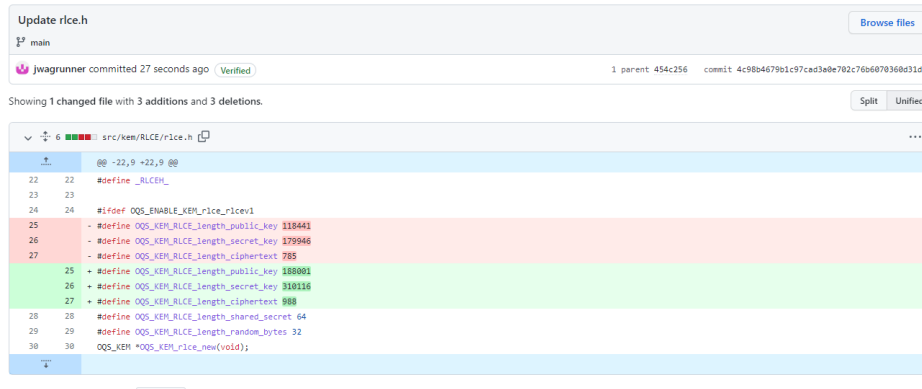 Update rlce.h
Browse files
main
jwagrunner committed 27 seconds ago Verified
1 parent 454c256 commit 4c98b4679b1c97cad3a0e702c76b6070360d31d
Showing 1 changed file with 3 additions and 3 deletions.
Split Unified
6 src/kem/RLCE/rlce.h
@@ -22,9 +22,9 @@
22 22 #define _RLCEH_
23 23
24 24 #ifdef OQS_ENABLE_KEM_rlce_rlcev1
25 - #define OQS_KEM_RLCE_length_public_key 118441
26 - #define OQS_KEM_RLCE_length_secret_key 179946
27 - #define OQS_KEM_RLCE_length_ciphertext 785
25 + #define OQS_KEM_RLCE_length_public_key 188001
26 + #define OQS_KEM_RLCE_length_secret_key 310116
27 + #define OQS_KEM_RLCE_length_ciphertext 988
28 28 #define OQS_KEM_RLCE_length_shared_secret 64
29 29 #define OQS_KEM_RLCE_length_random_bytes 32
30 30 OQS_KEM *OQS_KEM_rlce_new(void);